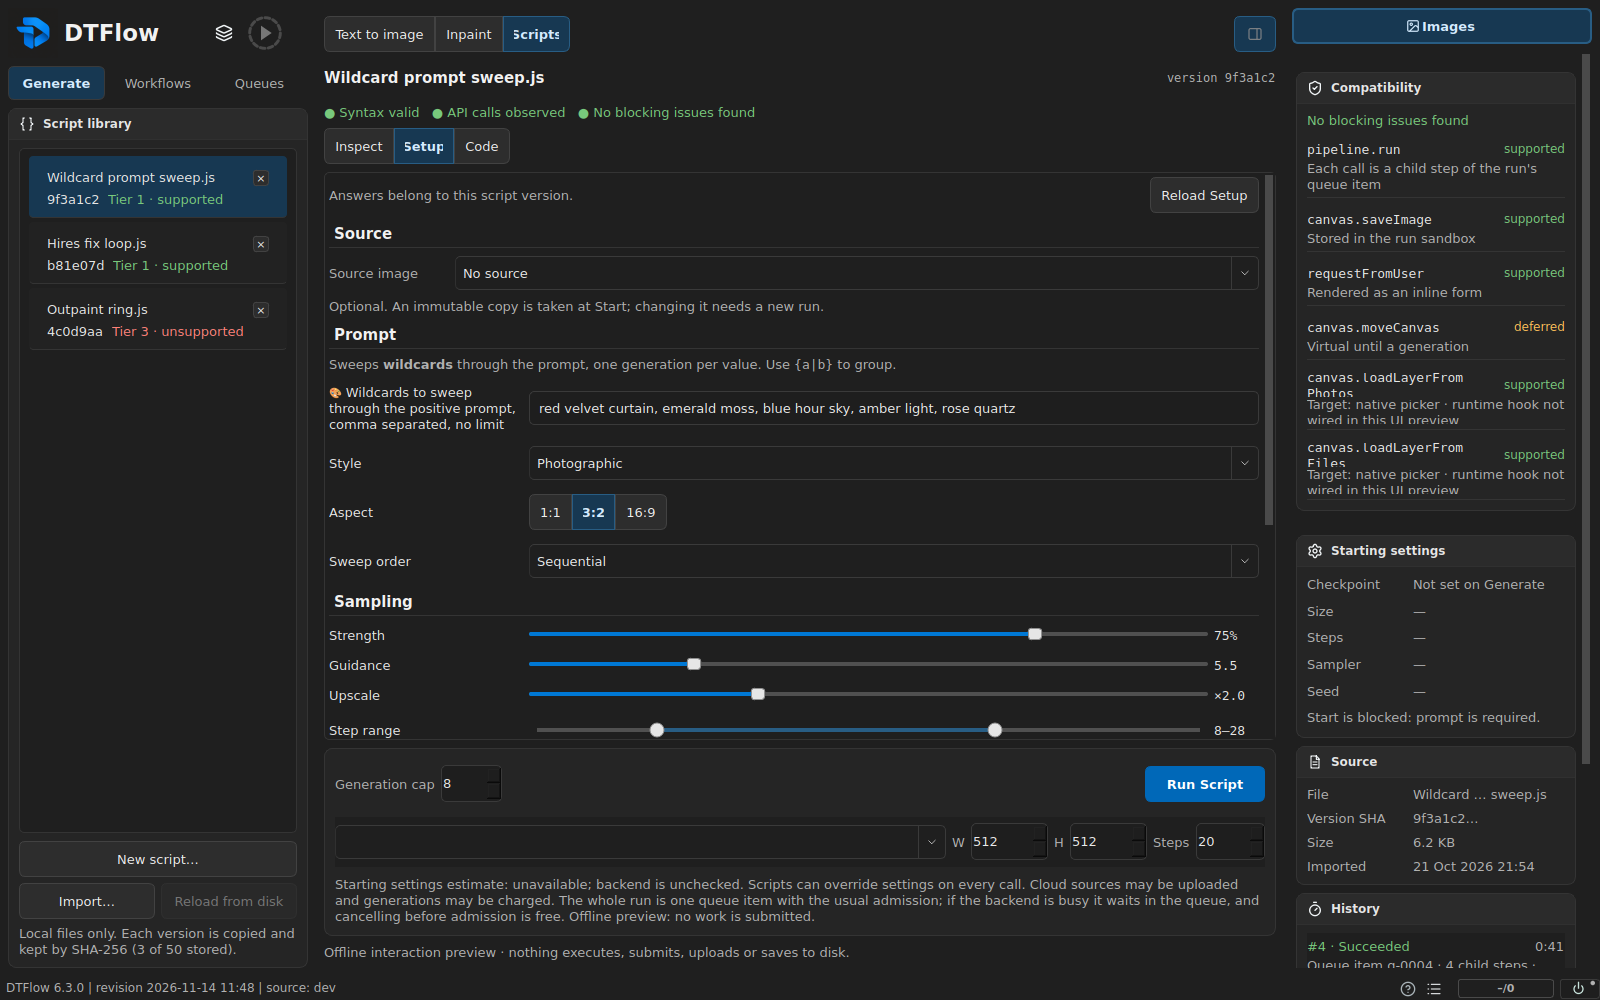 DTFlow
Generate
Workflows
Queues
Script library
Wildcard prompt sweep.js
9f3a1c2 Tier 1 · supported
Hires fix loop.js
b81e07d Tier 1 · supported
Outpaint ring.js
4c0d9aa Tier 3 · unsupported
New script...
Import...
Reload from disk
Local files only. Each version is copied and
kept by SHA-256 (3 of 50 stored).
Text to image
Inpaint
Scripts
Wildcard prompt sweep.js
version 9f3a1c2
Syntax valid
API calls observed
No blocking issues found
Inspect
Setup
Code
Answers belong to this script version.
Reload Setup
Source
Source image
No source
Optional. An immutable copy is taken at Start; changing it needs a new run.
Prompt
Sweeps wildcards through the prompt, one generation per value. Use {a|b} to group.
🎨 Wildcards to sweep
through the positive prompt,
comma separated, no limit
red velvet curtain, emerald moss, blue hour sky, amber light, rose quartz
Style
Photographic
Aspect
1:1
3:2
16:9
Sweep order
Sequential
Sampling
Strength
75%
Guidance
5.5
Upscale
×2.0
Step range
8–28
Generation cap
8
Run Script
W
512
H
512
Steps
20
Starting settings estimate: unavailable; backend is unchecked. Scripts can override settings on every call. Cloud sources may be uploaded
and generations may be charged. The whole run is one queue item with the usual admission; if the backend is busy it waits in the queue, and
cancelling before admission is free. Offline preview: no work is submitted.
Offline interaction preview · nothing executes, submits, uploads or saves to disk.
Images
Compatibility
No blocking issues found
pipeline.run
supported
Each call is a child step of the run's
queue item
canvas.saveImage
supported
Stored in the run sandbox
requestFromUser
supported
Rendered as an inline form
canvas.moveCanvas
deferred
Virtual until a generation
canvas.loadLayerFrom
Photos
supported
Target: native picker · runtime hook not
wired in this UI preview
canvas.loadLayerFrom
Files
supported
Target: native picker · runtime hook not
wired in this UI preview
Starting settings
Checkpoint
Not set on Generate
Size
—
Steps
—
Sampler
—
Seed
—
Start is blocked: prompt is required.
Source
File
Wildcard ... sweep.js
Version SHA
9f3a1c2...
Size
6.2 KB
Imported
21 Oct 2026 21:54
History
#4 · Succeeded
0:41
Queue item q-0004 · 4 child steps ·
DTFlow 6.3.0 | revision 2026-11-14 11:48 | source: dev
–/0